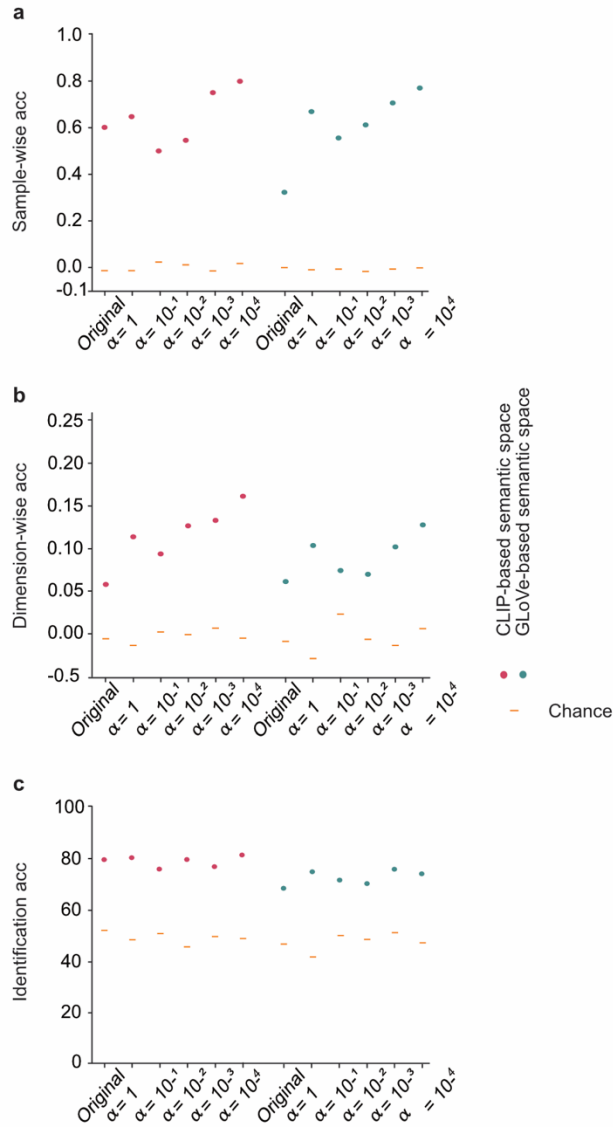 a
Sample-wise acc
1.0
0.8
0.6
0.4
0.2
0.0
-0.1
Original
α = 1
α = 10-1
α = 10-2
α = 10-3
α = 10-4
Original
α = 1
α = 10-1
α = 10-2
α = 10-3
α = 10-4
b
Dimension-wise acc
0.25
0.20
0.15
0.10
0.05
0.00
-0.5
Original
α = 1
α = 10-1
α = 10-2
α = 10-3
α = 10-4
Original
α = 1
α = 10-1
α = 10-2
α = 10-3
α = 10-4
CLIP-based semantic space
GLoVe-based semantic space
Chance
c
Identification acc
100
80
60
40
20
0
Original
α = 1
α = 10-1
α = 10-2
α = 10-3
α = 10-4
Original
α = 1
α = 10-1
α = 10-2
α = 10-3
α = 10-4